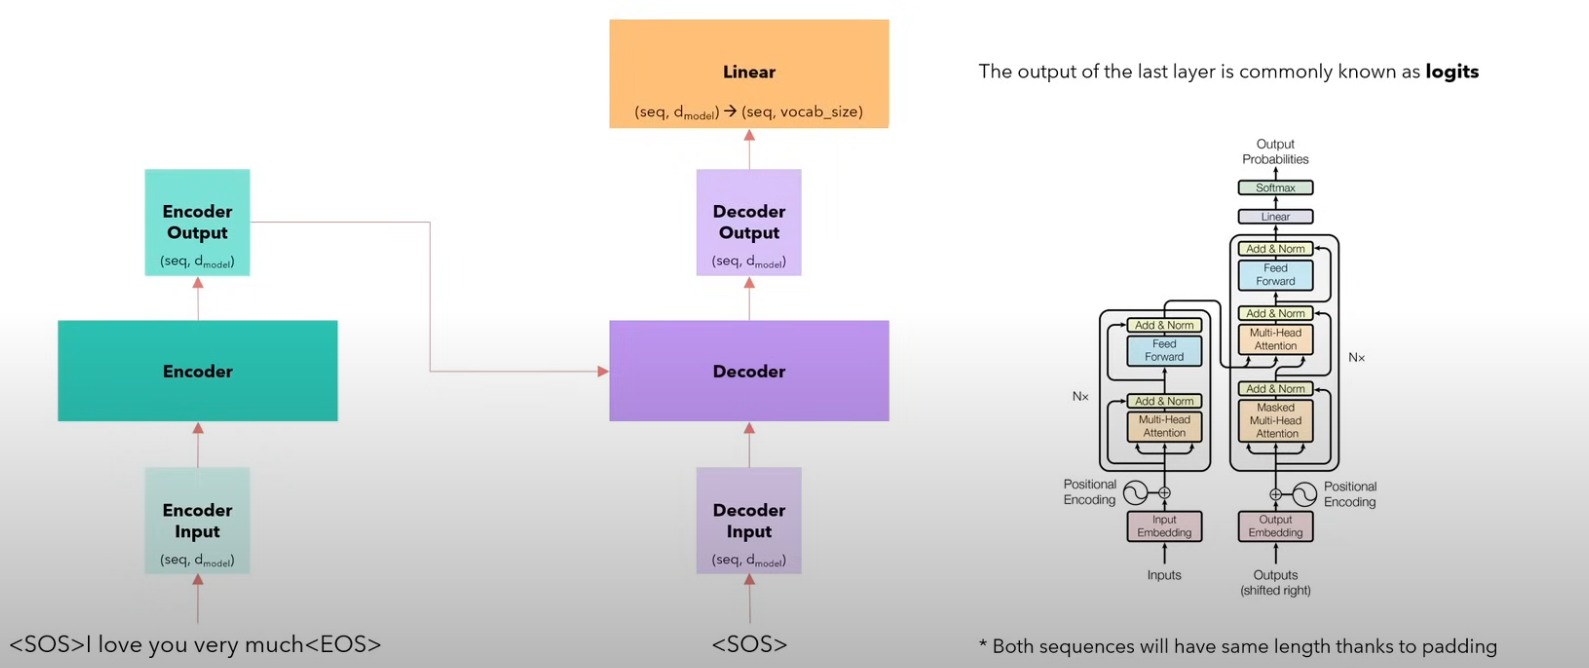 Linear
(seq, dmodel) → (seq, vocab_size)
The output of the last layer is commonly known as logits
Encoder
Output
(seq, dmodel)
Decoder
Output
(seq, dmodel)
Encoder
Decoder
Encoder
Input
(seq, dmodel)
Decoder
Input
(seq, dmodel)
<SOS>I love you very much<EOS>
<SOS>
Output
Probabilities
Softmax
Linear
Add & Norm
Feed
Forward
Add & Norm
Multi-Head
Attention
Nx
Add & Norm
Masked
Multi-Head
Attention
Add & Norm
Feed
Forward
Nx
Add & Norm
Multi-Head
Attention
Positional
Encoding
Positional
Encoding
Input
Embedding
Output
Embedding
Inputs
Outputs
(shifted right)
* Both sequences will have same length thanks to padding